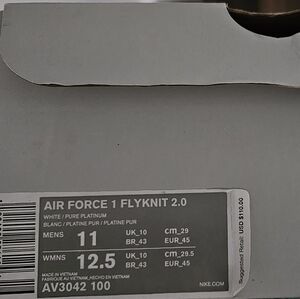 AIR FORCE 1 FLYKNIT 2.0
WHITE / PURE PLATINUM
BLANC / PLATINE PUR / PLATINE PUR
MENS 11 UK_10 cm_29
BR_43 EUR_45
WMNS 12.5 UK_10 cm_29.5
BR_43 EUR_45
MADE IN VIETNAM
FABRIQUE AU VIETNAM_HECHO EN VIETNAM
AV3042 100
NIKE.COM
Suggested Retail: USD $110.00